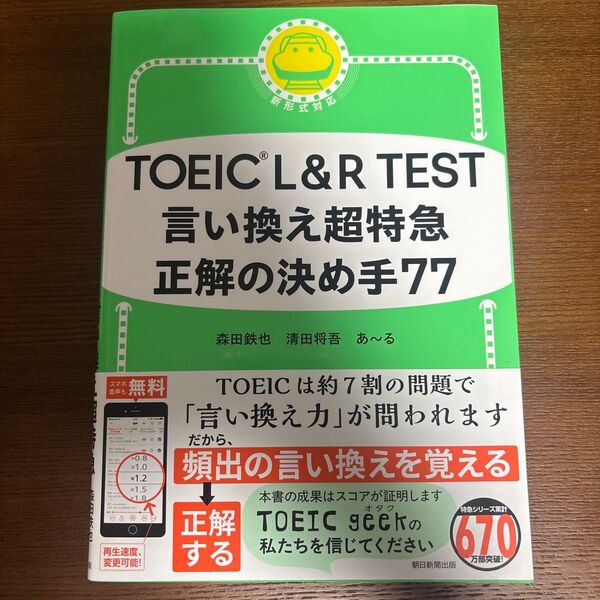 新形式対応
TOEIC® L&R TEST
言い換え超特急
正解の決め手77
森田鉄也 清田将吾 あ~る
スマホ音声も無料
TOEICは約7割の問題で
「言い換え力」が問われます
だから、
頻出の言い換えを覚える
正解する
本書の成果はスコアが証明します
TOEIC geekの
オタク
私たちを信じてください
特急シリーズ累計
670
万部突破!
×0.8
×1.0
×1.2
×1.5
×1.8
再生速度、
変更可能!
朝日新聞出版